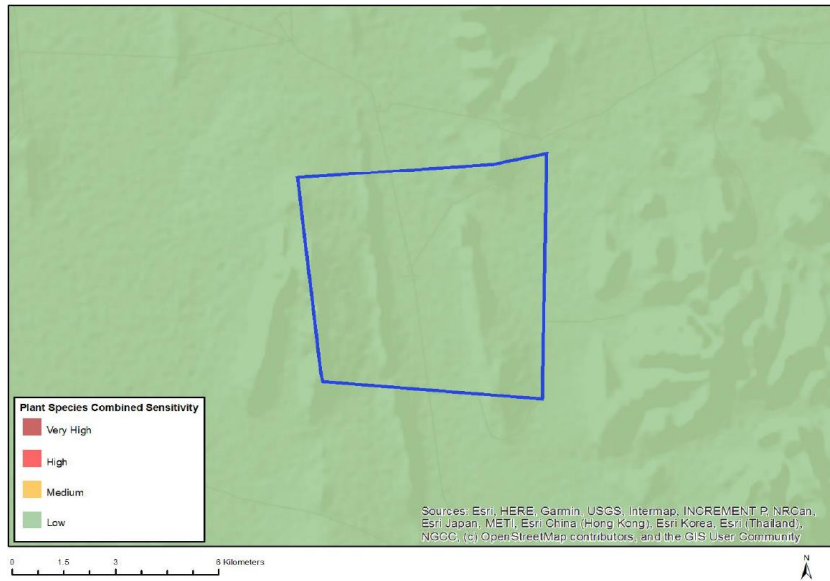 Plant Species Combined Sensitivity
Very High
High
Medium
Low
Sources: Esri, HERE, Garmin, USGS, Intermap, INCREMENT P, NRCan,
Esri Japan, METI, Esri China (Hong Kong), Esri Korea, Esri (Thailand),
NGCC, (c) OpenStreetMap contributors, and the GIS User Community
0 1.5 3 6 Kilometers
N